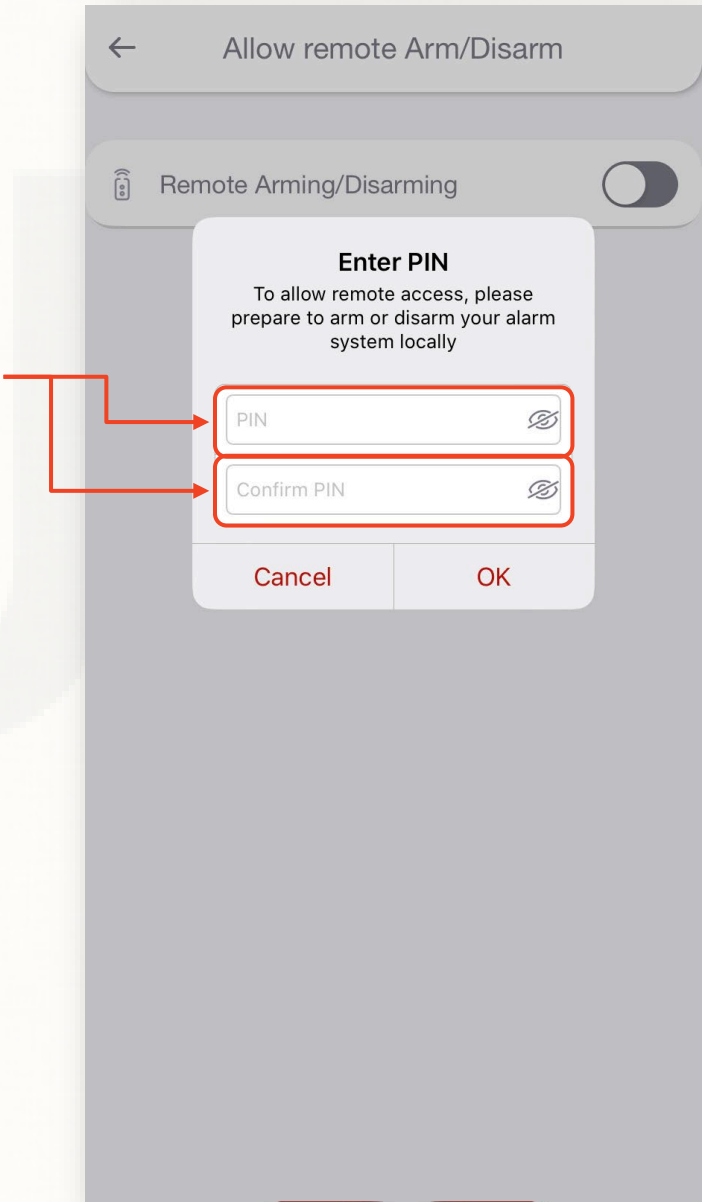 Allow remote Arm/Disarm
Remote Arming/Disarming
Enter PIN
To allow remote access, please
prepare to arm or disarm your alarm
system locally
PIN
Confirm PIN
Cancel
OK